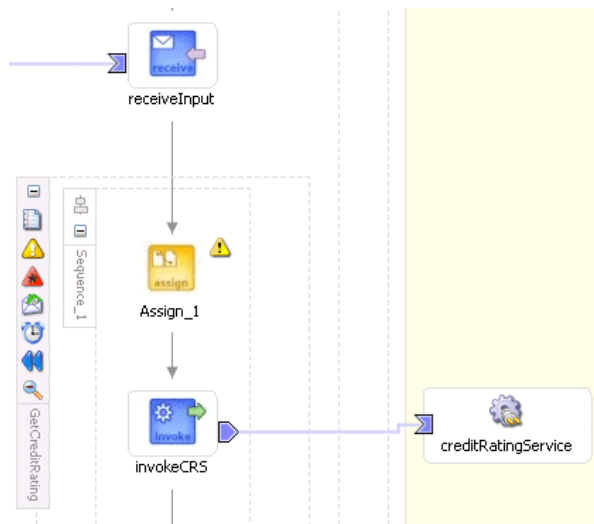 receive
receiveInput
Sequence_1
assign
Assign_1
GetCreditRating
invoke
invokeCRS
creditRatingService